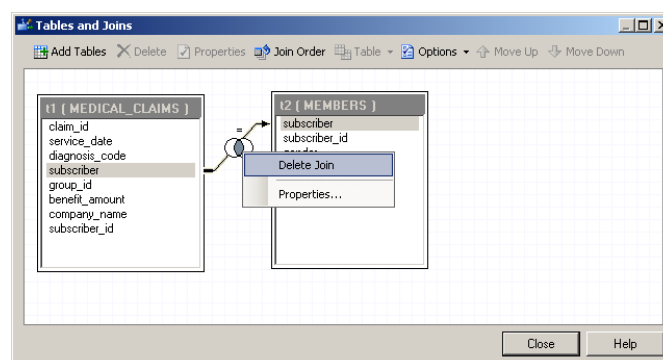 Tables and Joins
Add Tables Delete Properties Join Order Table Options Move Up Move Down
t1 ( MEDICAL_CLAIMS )
claim_id
service_date
diagnosis_code
subscriber
group_id
benefit_amount
company_name
subscriber_id
=
t2 ( MEMBERS )
subscriber
subscriber_id
Delete Join
Properties...
Close Help